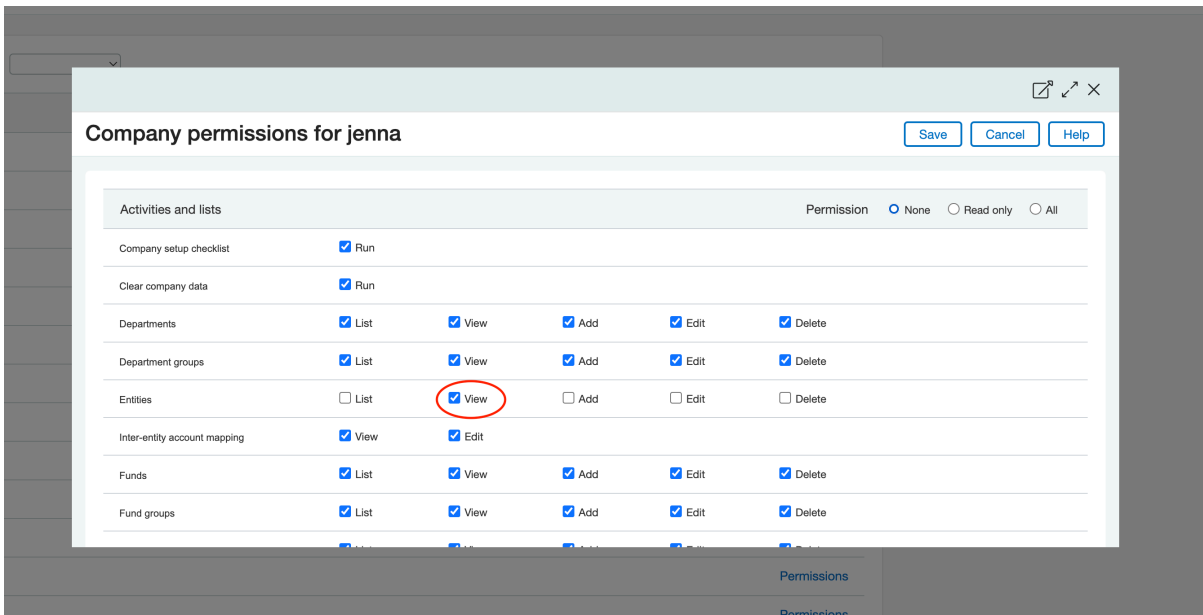 Company permissions for jenna
Save Cancel Help
Activities and lists Permission None Read only All
Company setup checklist Run
Clear company data Run
Departments List View Add Edit Delete
Department groups List View Add Edit Delete
Entities List View Add Edit Delete
Inter-entity account mapping View Edit
Funds List View Add Edit Delete
Fund groups List View Add Edit Delete
Permissions
Permissions